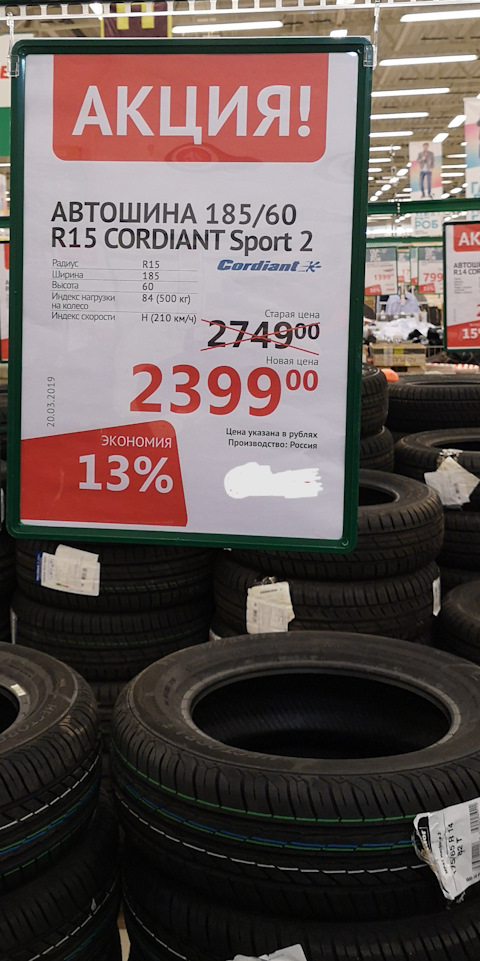 АКЦИЯ!
АВТОШИНА 185/60
R15 CORDIANT Sport 2
Радиус R15
Ширина 185
Высота 60
Индекс нагрузки на колесо 84 (500 кг)
Индекс скорости H (210 км/ч)
Cordiant
Старая цена
2749⁰⁰
Новая цена
2399⁰⁰
20.03.2019
Цена указана в рублях
Производство: Россия
ЭКОНОМИЯ
13%
799
1399